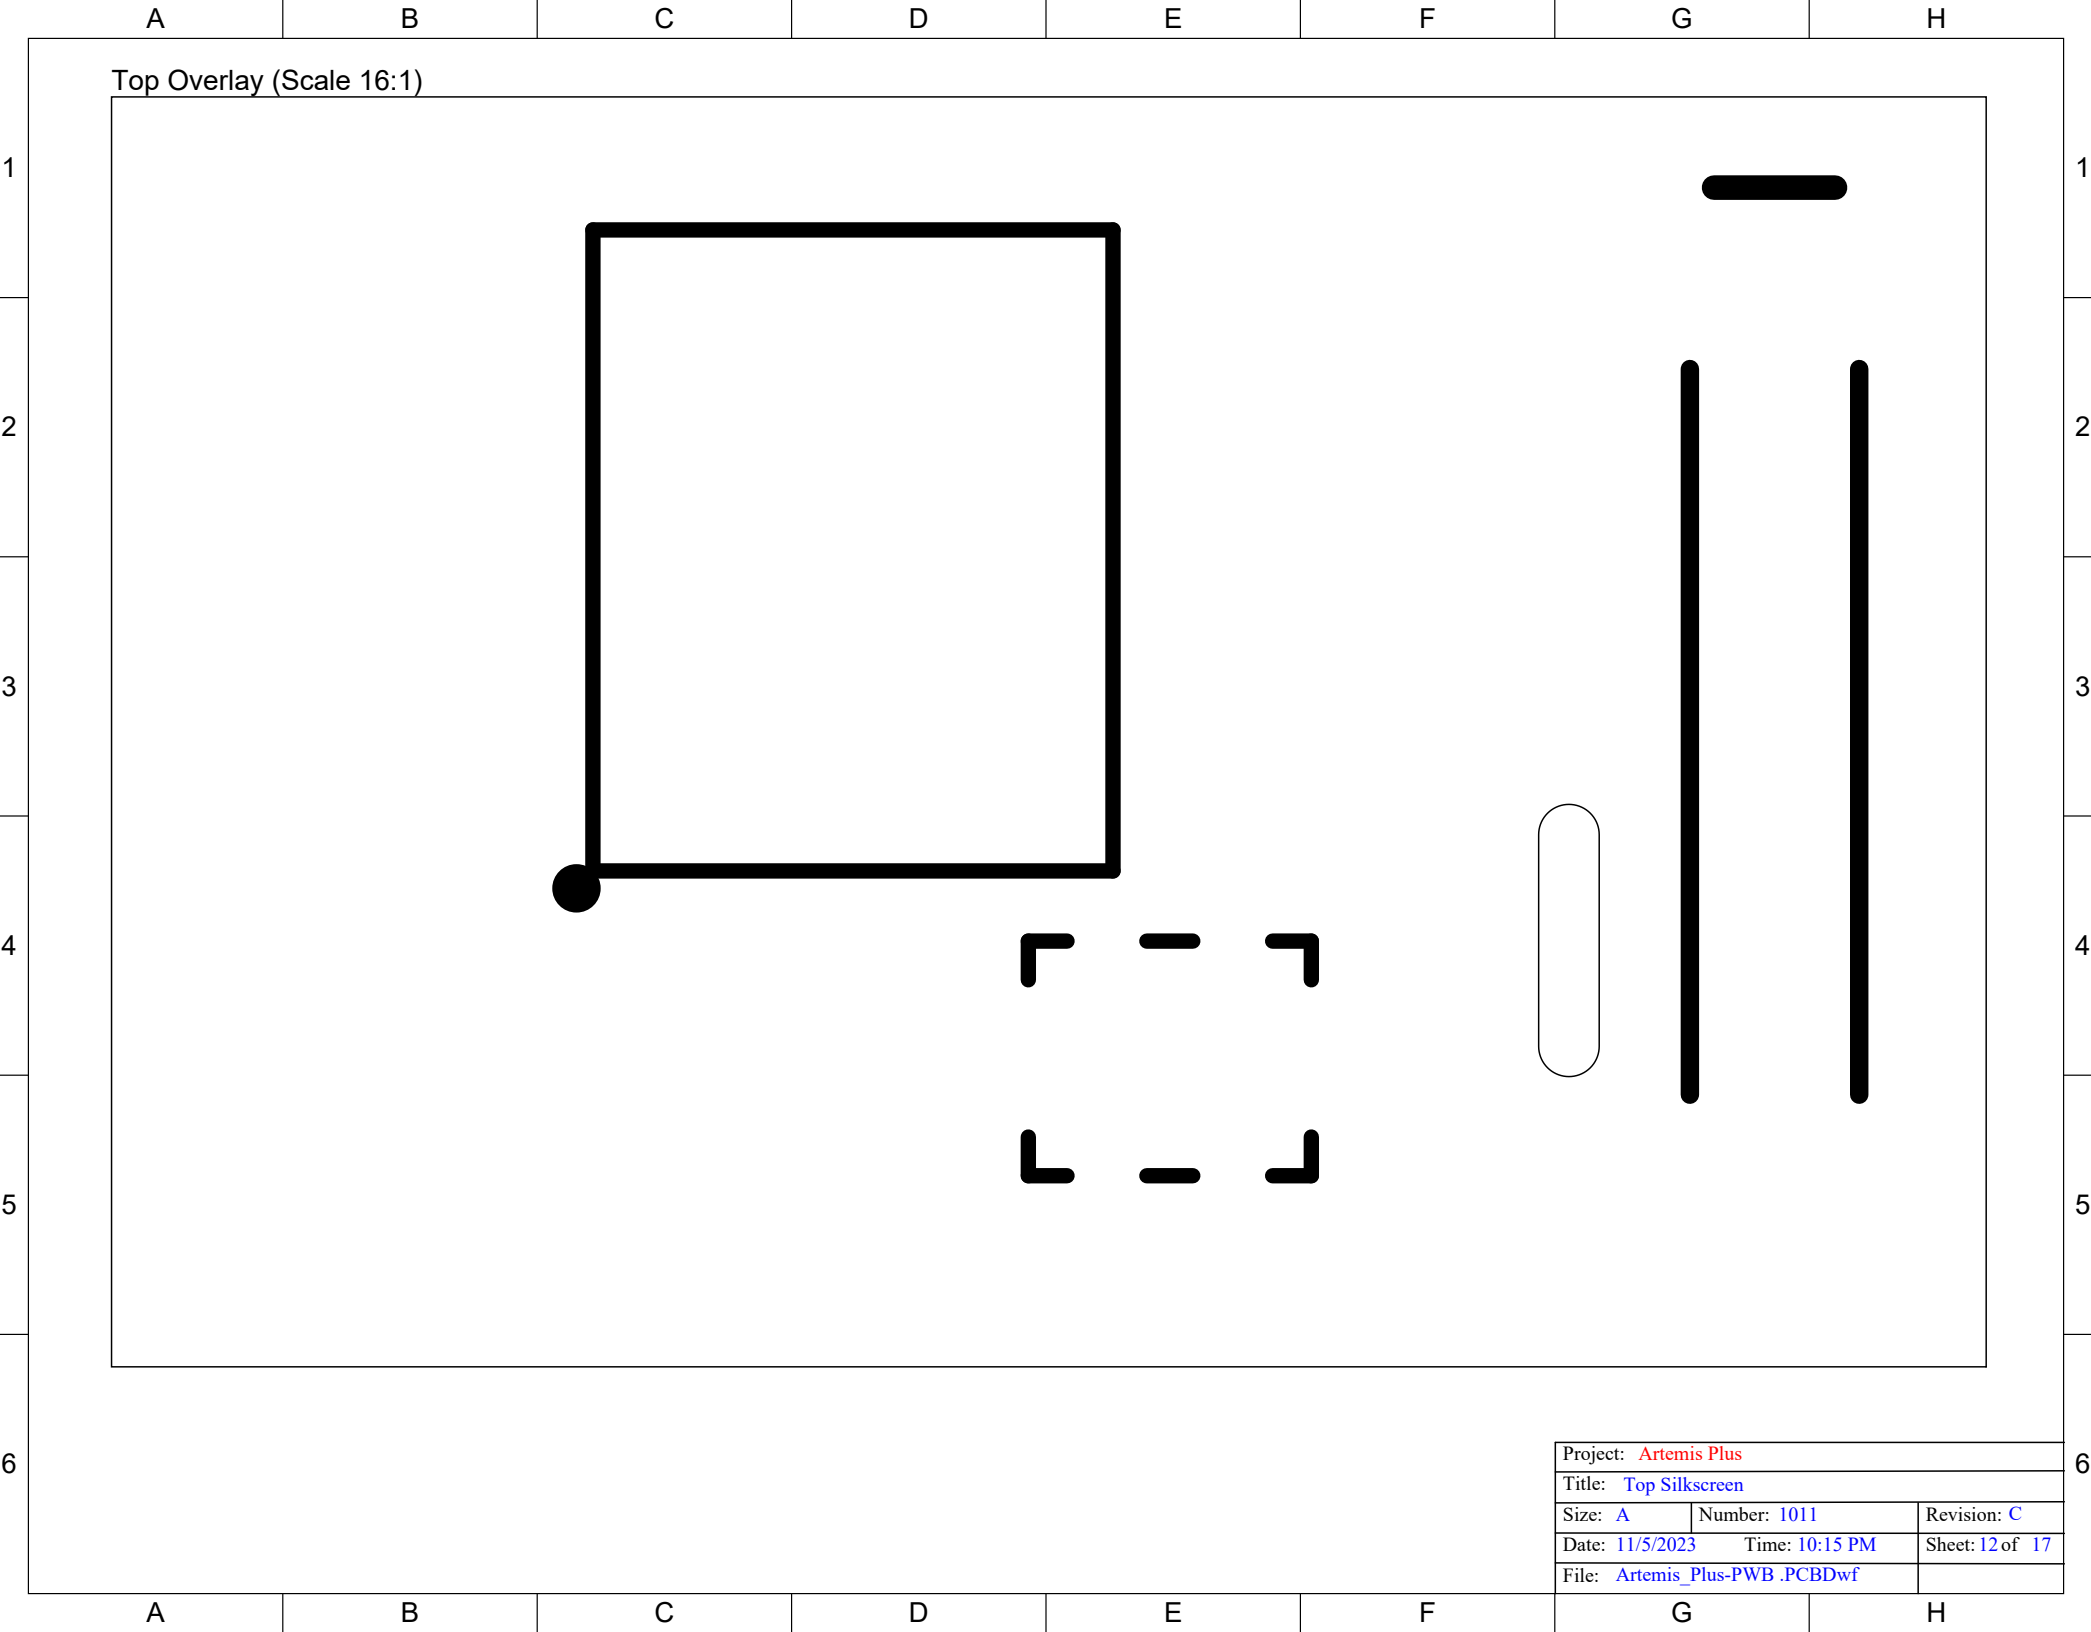 A B C D E F G H
Top Overlay (Scale 16:1)
1 1
2 2
3 3
4 4
5 5
6 6
Project: Artemis Plus
Title: Top Silkscreen
Size: A Number: 1011 Revision: C
Date: 11/5/2023 Time: 10:15 PM Sheet: 12 of 17
File: Artemis_Plus-PWB .PCBDwf
A B C D E F G H